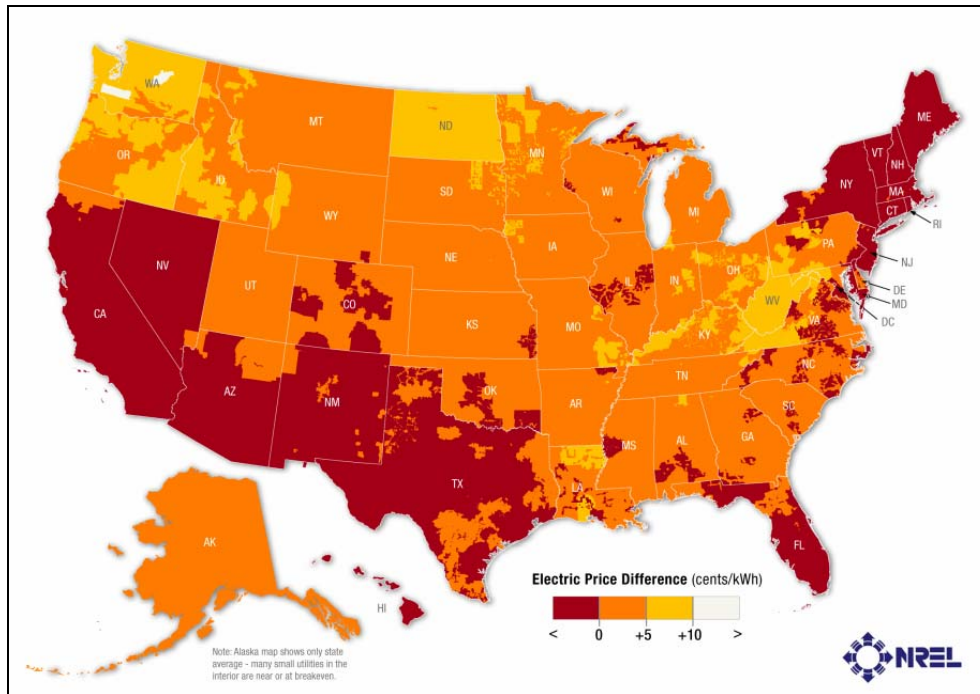 WA
MT
ND
MN
ME
VT
NH
OR
ID
SD
WI
NY
MA
CT
RI
WY
MI
IA
PA
NJ
NE
NV
UT
CO
IL
IN
OH
DE
MD
DC
WV
VA
CA
KS
MO
KY
AZ
NM
OK
AR
TN
NC
SC
MS
AL
GA
TX
LA
FL
AK
HI
Electric Price Difference (cents/kWh)
< 0 +5 +10 >
Note: Alaska map shows only state
average - many small utilities in the
interior are near or at breakeven.
NREL